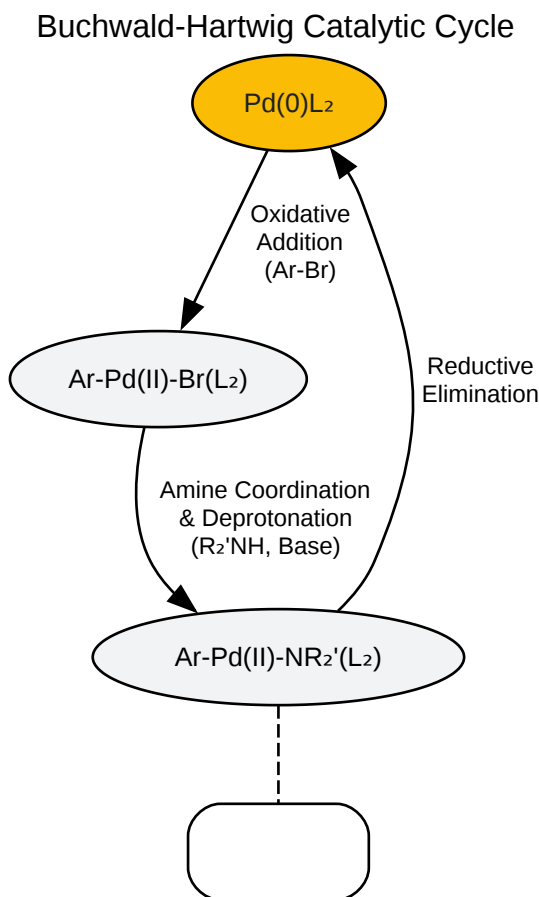 Buchwald-Hartwig Catalytic Cycle
Pd(0)L₂
Oxidative
Addition
(Ar-Br)
Ar-Pd(II)-Br(L₂)
Reductive
Elimination
Amine Coordination
& Deprotonation
(R₂'NH, Base)
Ar-Pd(II)-NR₂'(L₂)